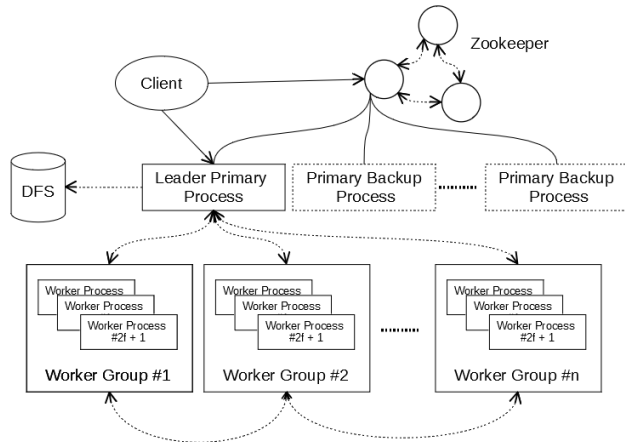 Zookeeper
Client
DFS
Leader Primary
Process
Primary Backup
Process
Primary Backup
Process
Worker Process
Worker Process
Worker Process
#2f + 1
Worker Group #1
Worker Process
Worker Process
Worker Process
#2f + 1
Worker Group #2
Worker Process
Worker Process
Worker Process
#2f + 1
Worker Group #n